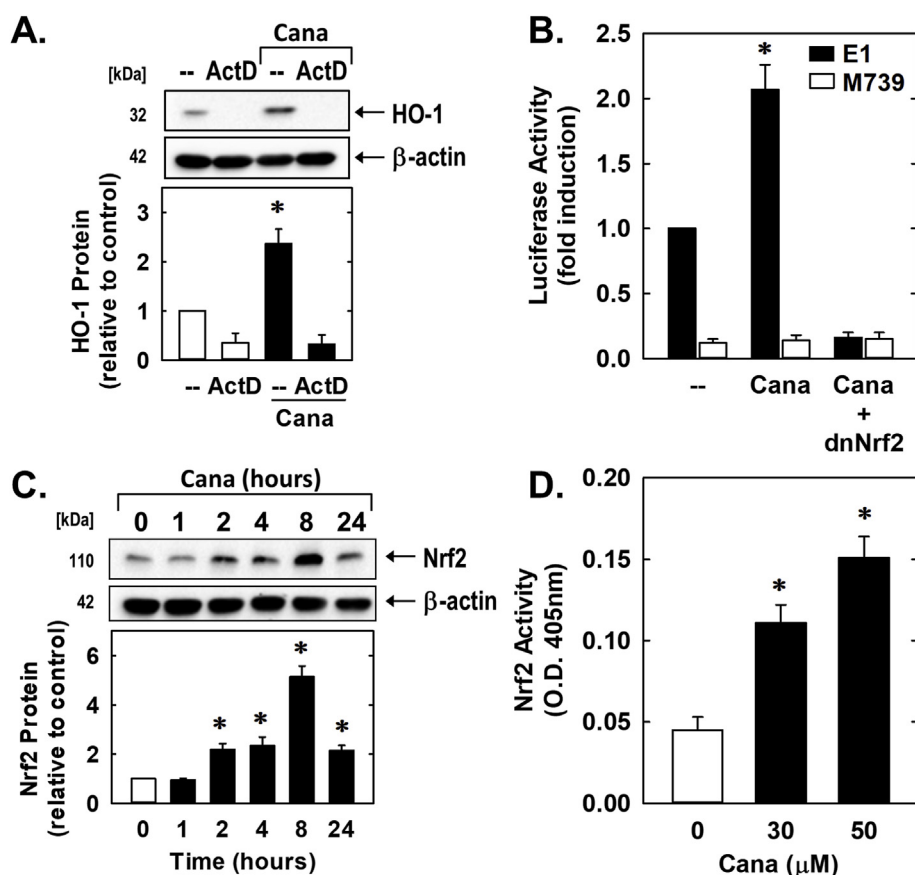 A.
Cana
[kDa] -- ActD -- ActD
32 HO-1
42 β-actin
HO-1 Protein
(relative to control)
3
2
1
0
-- ActD -- ActD
Cana
*
B.
Luciferase Activity
(fold induction)
2.5
2.0
1.5
1.0
0.5
0.0
*
E1
M739
-- Cana Cana
+
dnNrf2
C.
Cana (hours)
[kDa] 0 1 2 4 8 24
110 Nrf2
42 β-actin
Nrf2 Protein
(relative to control)
6
4
2
0
* * * *
0 1 2 4 8 24
Time (hours)
D.
Nrf2 Activity
(O.D. 405nm)
0.20
0.15
0.10
0.05
0.00
* *
0 30 50
Cana (μM)